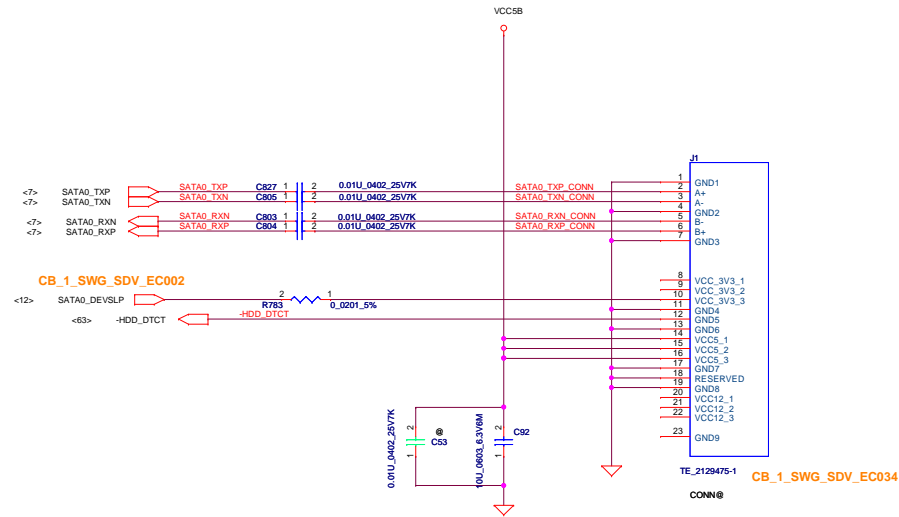 VCC5B
J1
<7> SATA0_TXP SATA0_TXP C827 1 2 0.01U_0402_25V7K SATA0_TXP_CONN
<7> SATA0_TXN SATA0_TXN C805 1 2 0.01U_0402_25V7K SATA0_TXN_CONN
<7> SATA0_RXN SATA0_RXN C803 1 2 0.01U_0402_25V7K SATA0_RXN_CONN
<7> SATA0_RXP SATA0_RXP C804 1 2 0.01U_0402_25V7K SATA0_RXP_CONN
1 GND1
2 A+
3 A-
4 GND2
5 B-
6 B+
7 GND3
CB_1_SWG_SDV_EC002
<12> SATA0_DEVSLP 2 1
R783 0_0201_5%
<63> -HDD_DTCT -HDD_DTCT
8 VCC_3V3_1
9 VCC_3V3_2
10 VCC_3V3_3
11 GND4
12 GND5
13 GND6
14 VCC5_1
15 VCC5_2
16 VCC5_3
17 GND7
18 RESERVED
19 GND8
20 VCC12_1
21 VCC12_2
22 VCC12_3
23 GND9
0.01U_0402_25V7K
2 @
C53
1
10U_0603_6.3V6M
2 C92
1
TE_2129475-1
CB_1_SWG_SDV_EC034
CONN@